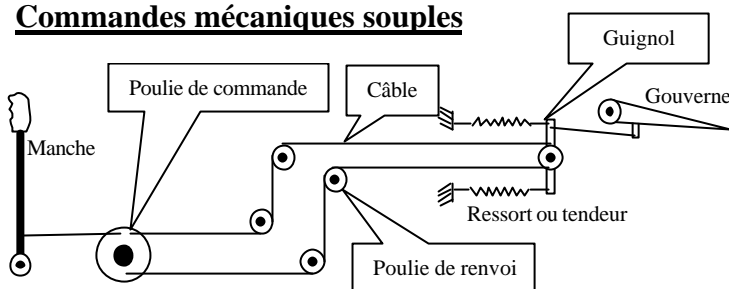 Commandes mécaniques souples
Guignol
Poulie de commande
Câble
Gouverne
Manche
Ressort ou tendeur
Poulie de renvoi